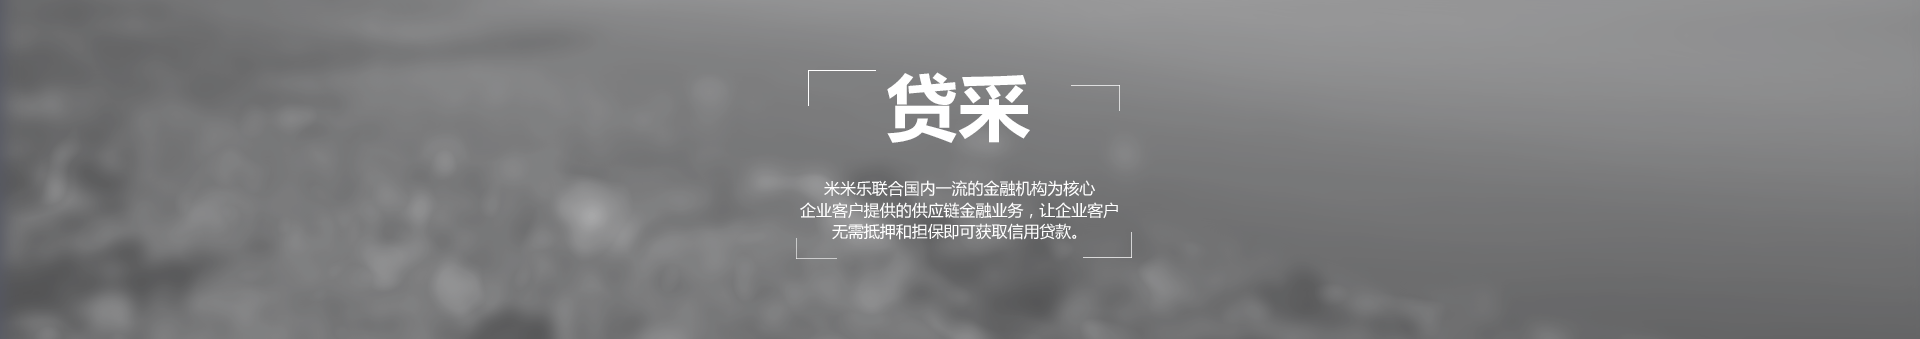 贷采
米米乐联合国内一流的金融机构为核心
企业客户提供的供应链金融业务，让企业客户
无需抵押和担保即可获取信用贷款。